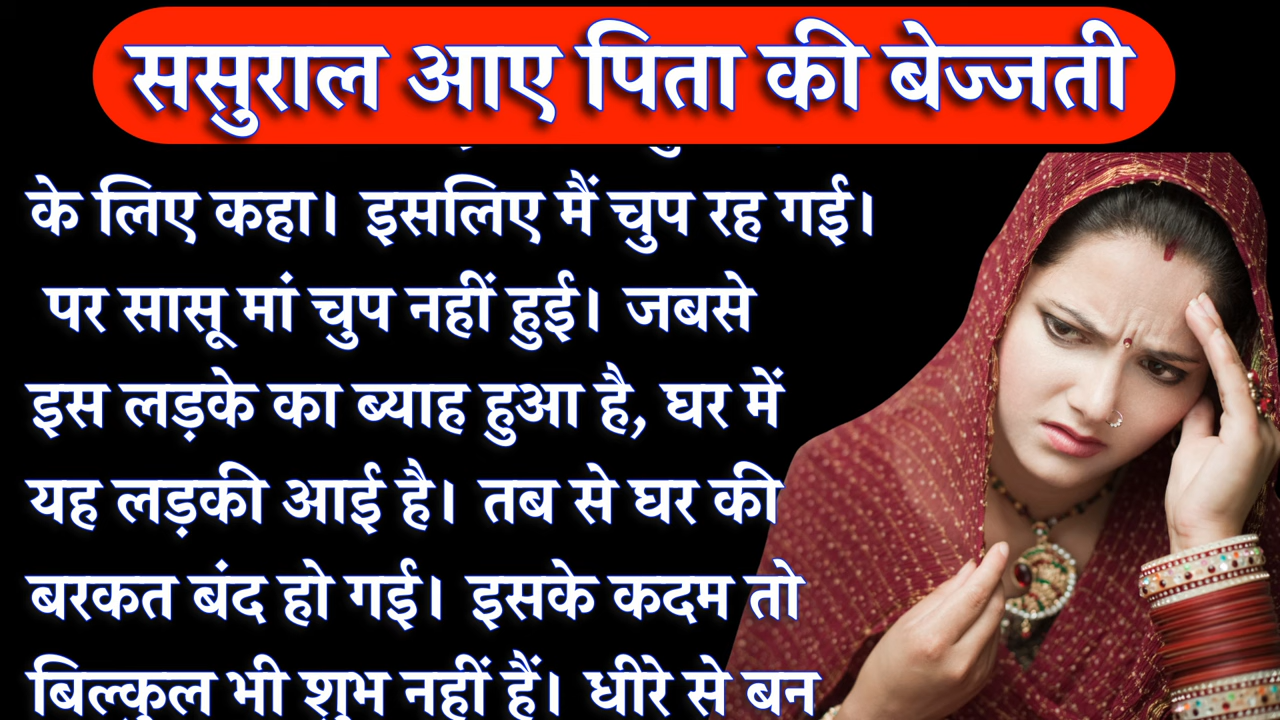 ससुराल आए पिता की बेज्जती
के लिए कहा। इसलिए मैं चुप रह गई।
पर सासू मां चुप नहीं हुई। जबसे
इस लड़के का ब्याह हुआ है, घर में
यह लड़की आई है। तब से घर की
बरकत बंद हो गई। इसके कदम तो
बिल्कुल भी शुभ नहीं हैं। धीरे से बन